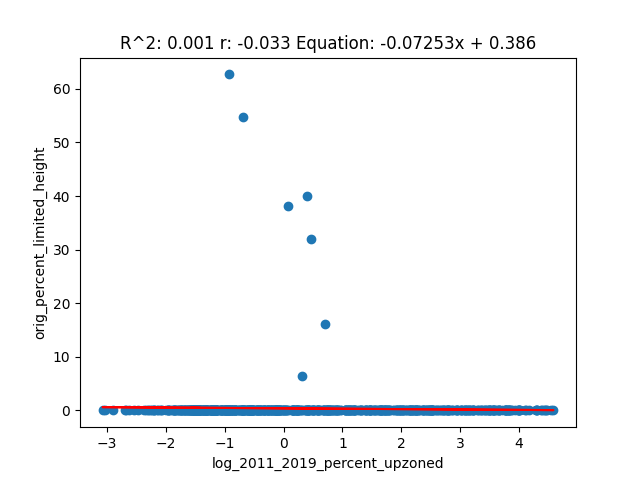 R^2: 0.001 r: -0.033 Equation: -0.07253x + 0.386
orig_percent_limited_height
60
50
40
30
20
10
0
−3 −2 −1 0 1 2 3 4
log_2011_2019_percent_upzoned